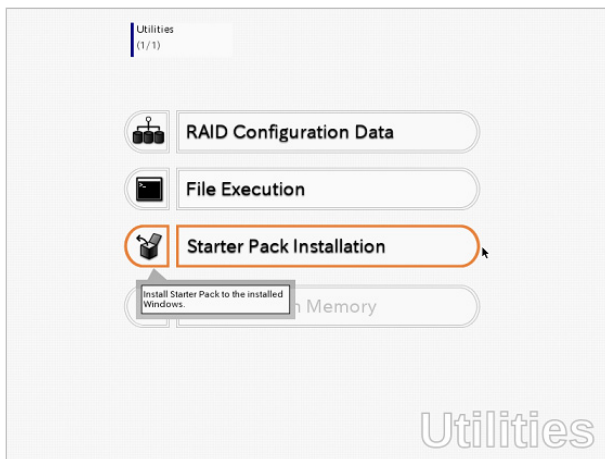 Utilities
(1/1)
RAID Configuration Data
File Execution
Starter Pack Installation
Install Starter Pack to the installed
Windows.
Memory
Utilities